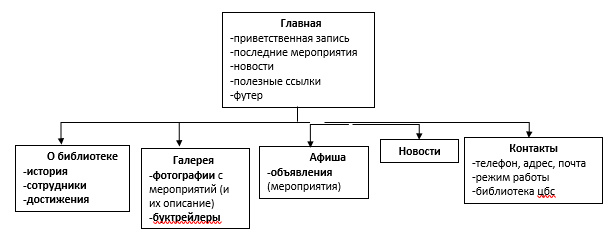 Главная
-приветственная запись
-последние мероприятия
-новости
-полезные ссылки
-футер
О библиотеке
-история
-сотрудники
-достижения
Галерея
-фотографии с
мероприятий (и
их описание)
-буктрейлеры
Афиша
-объявления
(мероприятия)
Новости
Контакты
-телефон, адрес, почта
-режим работы
-библиотека цбс